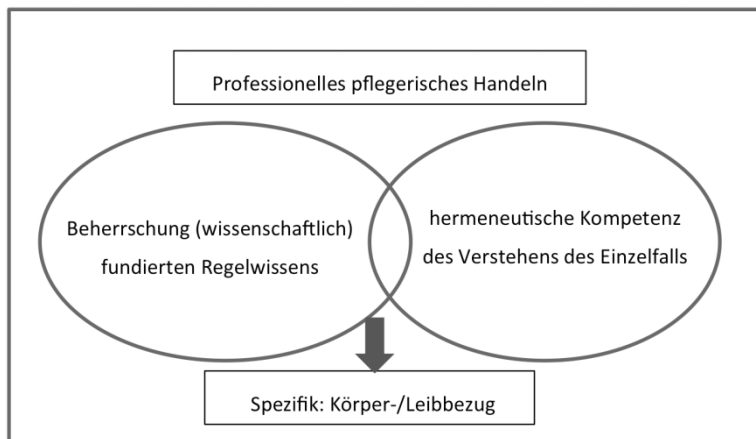 Professionelles pflegerisches Handeln
Beherrschung (wissenschaftlich)
fundierten Regelwissens
hermeneutische Kompetenz
des Verstehens des Einzelfalls
Spezifik: Körper-/Leibbezug